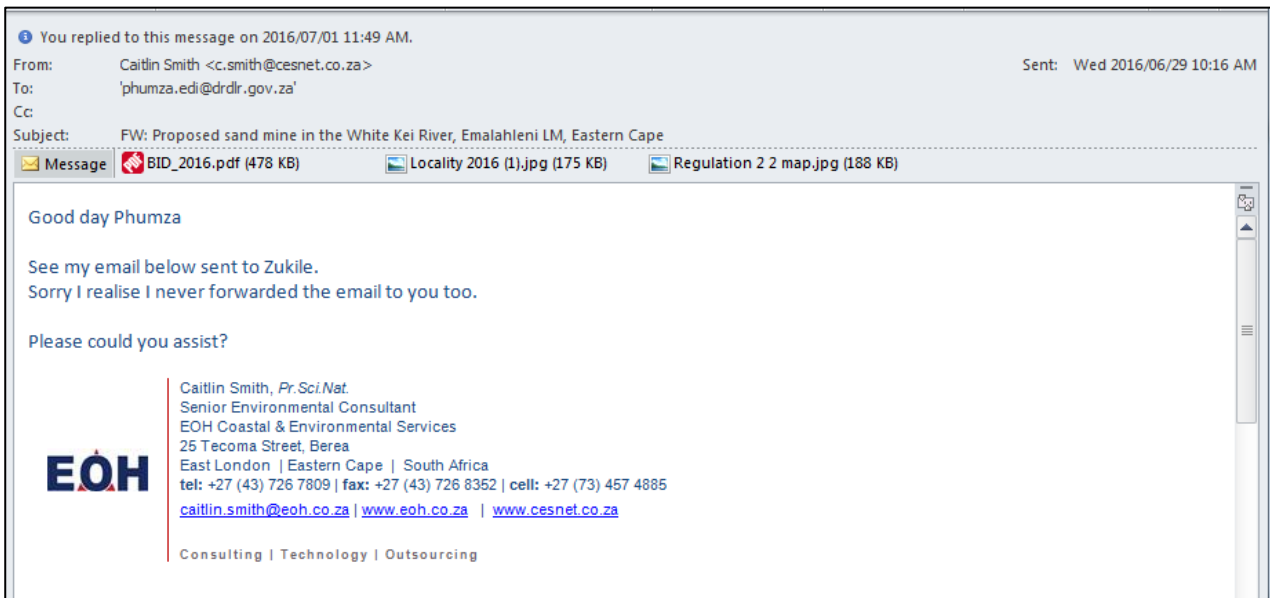 You replied to this message on 2016/07/01 11:49 AM.
From: Caitlin Smith <c.smith@cesnet.co.za> Sent: Wed 2016/06/29 10:16 AM
To: 'phumza.edi@drdlr.gov.za'
Cc:
Subject: FW: Proposed sand mine in the White Kei River, Emalahleni LM, Eastern Cape
Message BID_2016.pdf (478 KB) Locality 2016 (1).jpg (175 KB) Regulation 2 2 map.jpg (188 KB)
Good day Phumza
See my email below sent to Zukile.
Sorry I realise I never forwarded the email to you too.
Please could you assist?
Caitlin Smith, Pr.Sci.Nat.
Senior Environmental Consultant
EOH Coastal & Environmental Services
25 Tecoma Street, Berea
East London | Eastern Cape | South Africa
EOH
tel: +27 (43) 726 7809 | fax: +27 (43) 726 8352 | cell: +27 (73) 457 4885
caitlin.smith@eoh.co.za | www.eoh.co.za | www.cesnet.co.za
Consulting | Technology | Outsourcing